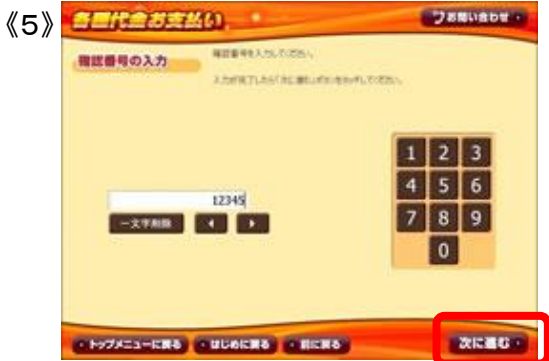 《5》
各種代金お支払い
お問い合わせ
確認番号の入力
確認番号を入力してください。
入力が完了したら「次に進む」ボタンをタッチしてください。
1 2 3
4 5 6
7 8 9
0
12345
一文字削除
トップメニューに戻る
はじめに戻る
前に戻る
次に進む